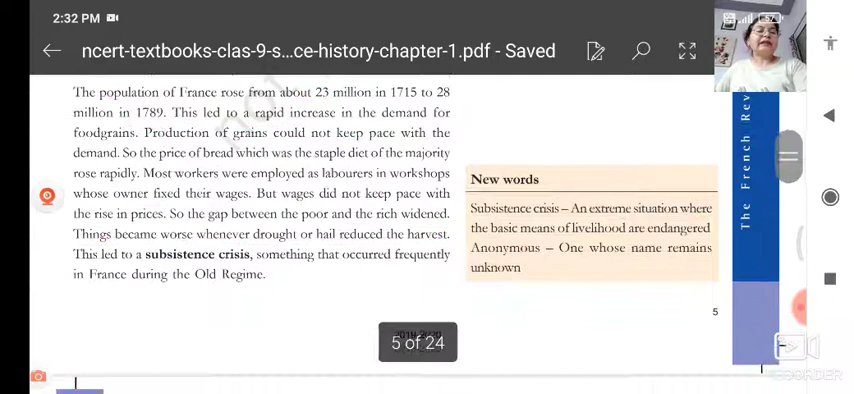 2:32 PM
57
ncert-textbooks-clas-9-s...ce-history-chapter-1.pdf - Saved
The population of France rose from about 23 million in 1715 to 28
million in 1789. This led to a rapid increase in the demand for
foodgrains. Production of grains could not keep pace with the
demand. So the price of bread which was the staple diet of the majority
rose rapidly. Most workers were employed as labourers in workshops
whose owner fixed their wages. But wages did not keep pace with
the rise in prices. So the gap between the poor and the rich widened.
Things became worse whenever drought or hail reduced the harvest.
This led to a subsistence crisis, something that occurred frequently
in France during the Old Regime.
New words
Subsistence crisis – An extreme situation where
the basic means of livelihood are endangered
Anonymous – One whose name remains
unknown
The French Rev
5
5 of 24